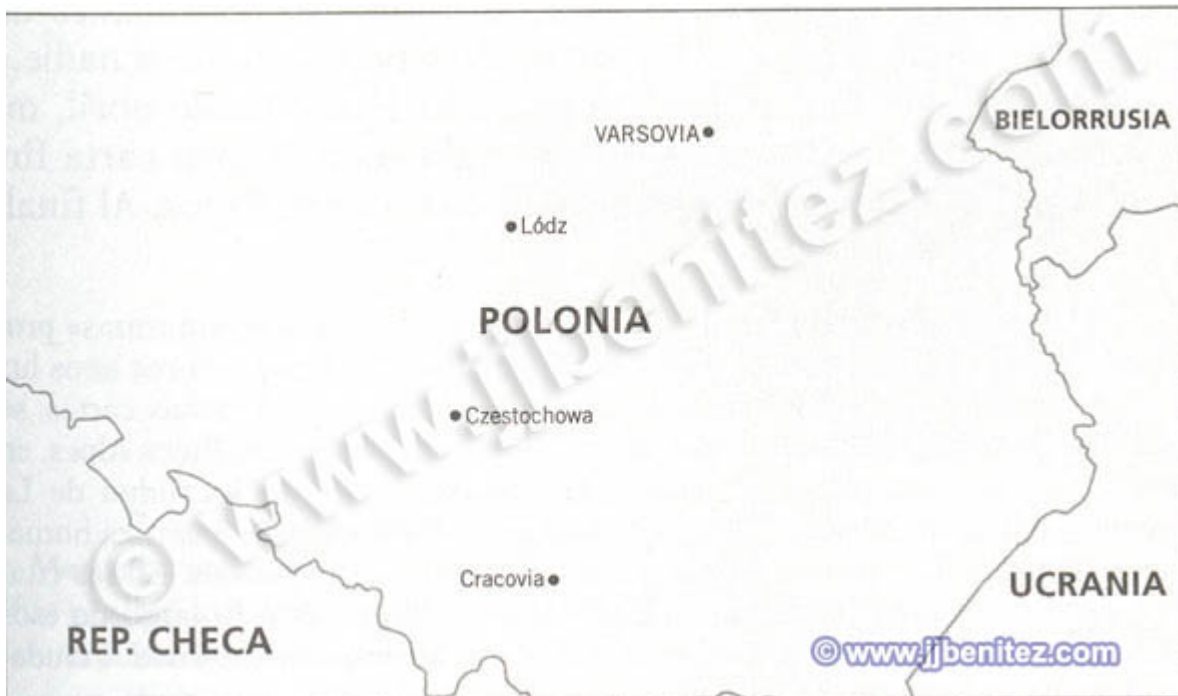 BIELORRUSIA
VARSOVIA
Lódz
POLONIA
Czestochowa
Cracovia
UCRANIA
REP. CHECA
© www.jjbenitez.com
© www.jjbenitez.com